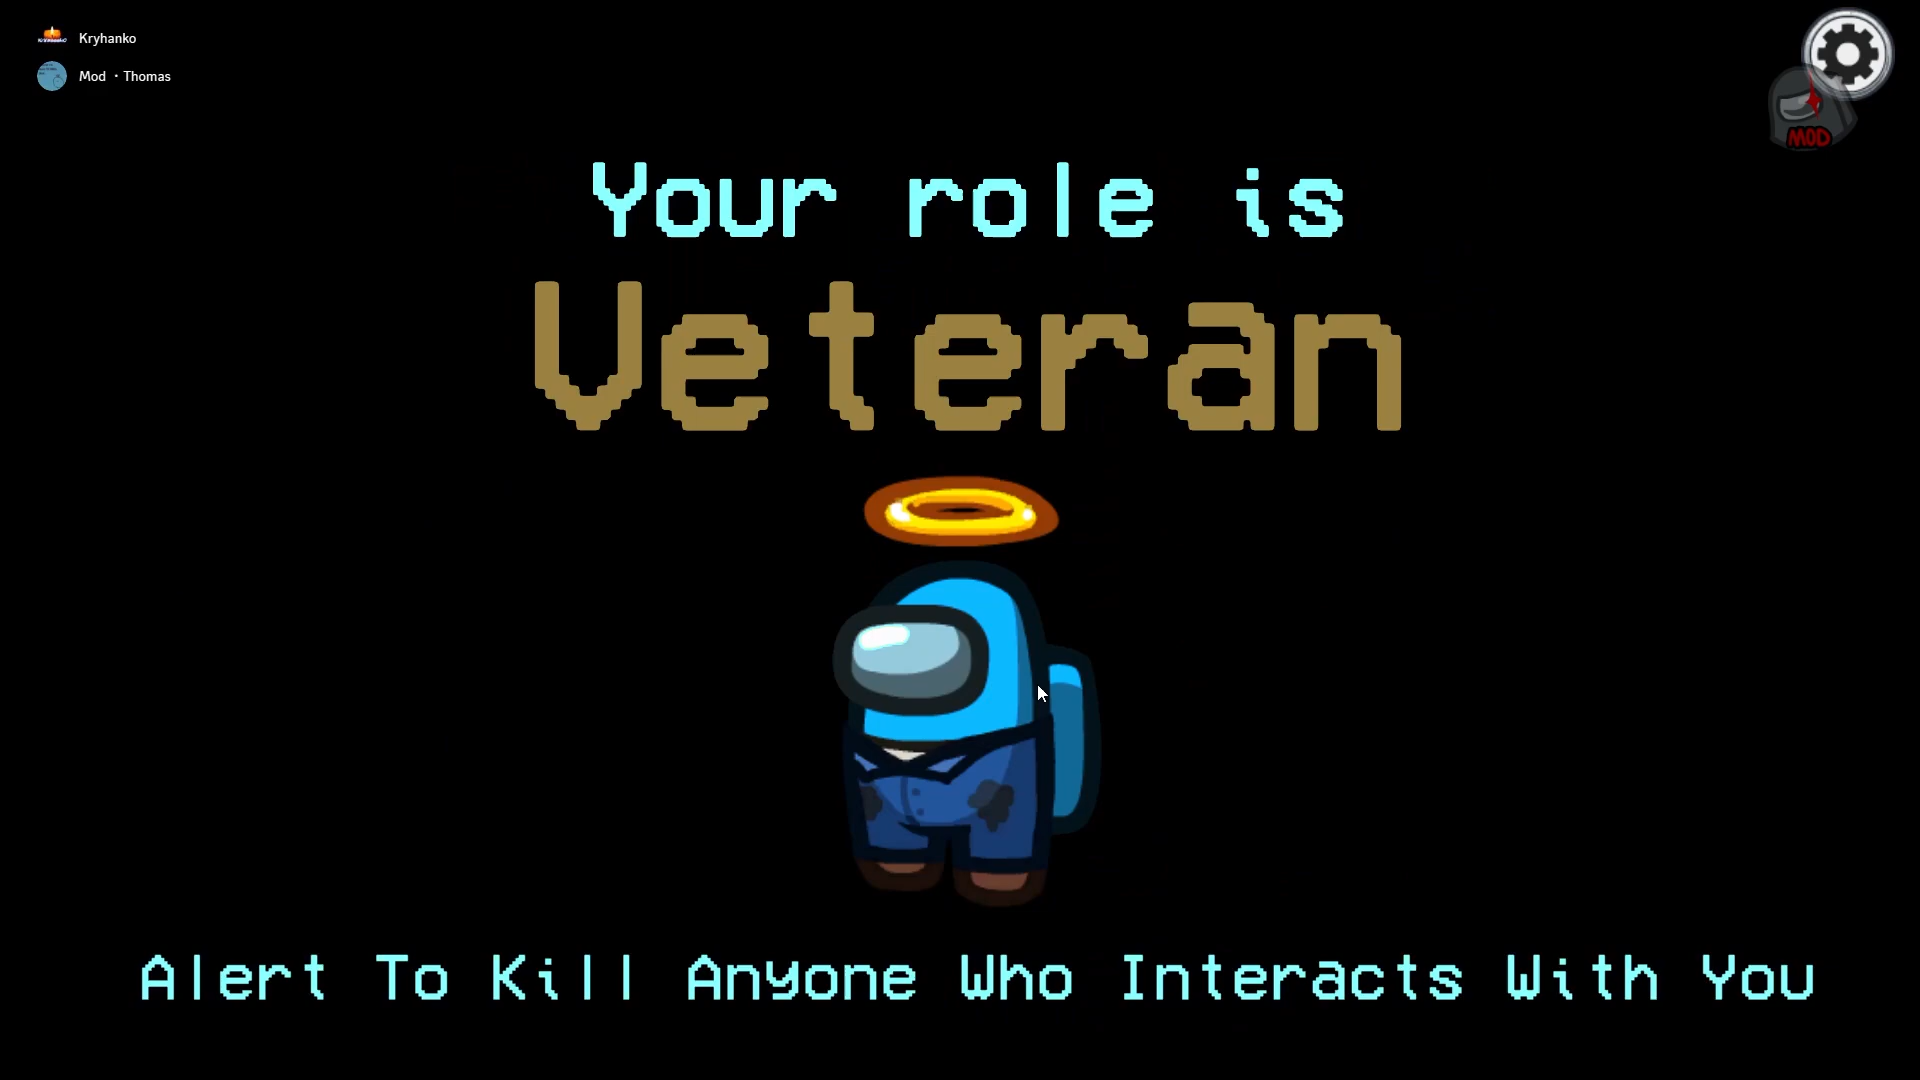 Kryhanko
Mod · Thomas
MOD
Your role is
Veteran
Alert To Kill Anyone Who Interacts With You